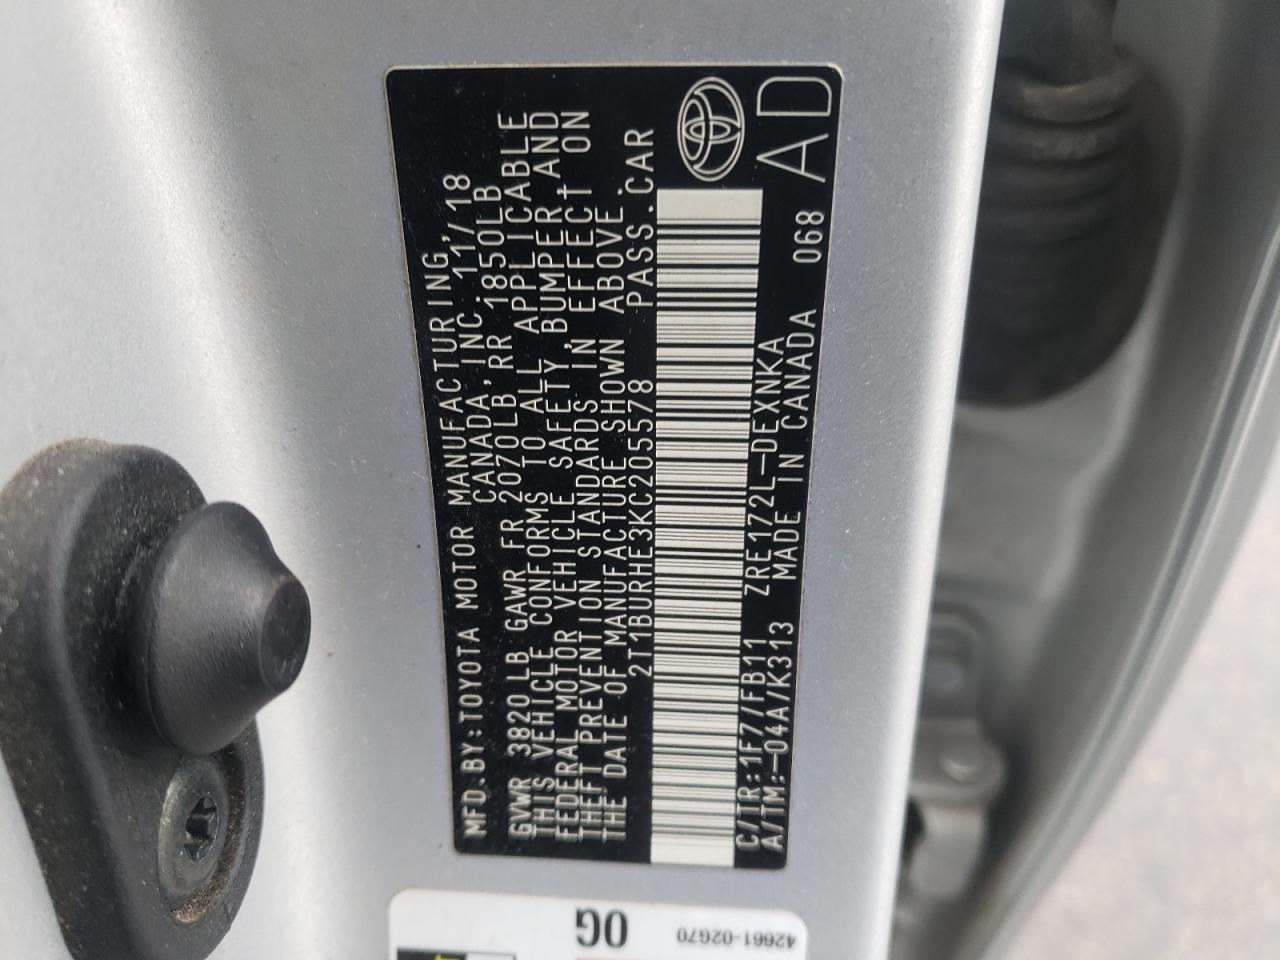 MFD.BY:TOYOTA MOTOR MANUFACTURING,
CANADA,INC. 11/18
GVWR 3820LB GAWR FR 2070LB,RR 1850LB
THIS VEHICLE CONFORMS TO ALL APPLICABLE
FEDERAL MOTOR VEHICLE SAFETY,BUMPER,AND
THEFT PREVENTION STANDARDS IN EFFECT ON
THE DATE OF MANUFACTURE SHOWN ABOVE.
2T1BURHE3KC205578 PASS.CAR
C/TR:1F7/FB11 ZRE172L-DEXNKA
A/TM:-04A/K313 MADE IN CANADA 068
AD
0G
42661-02G70